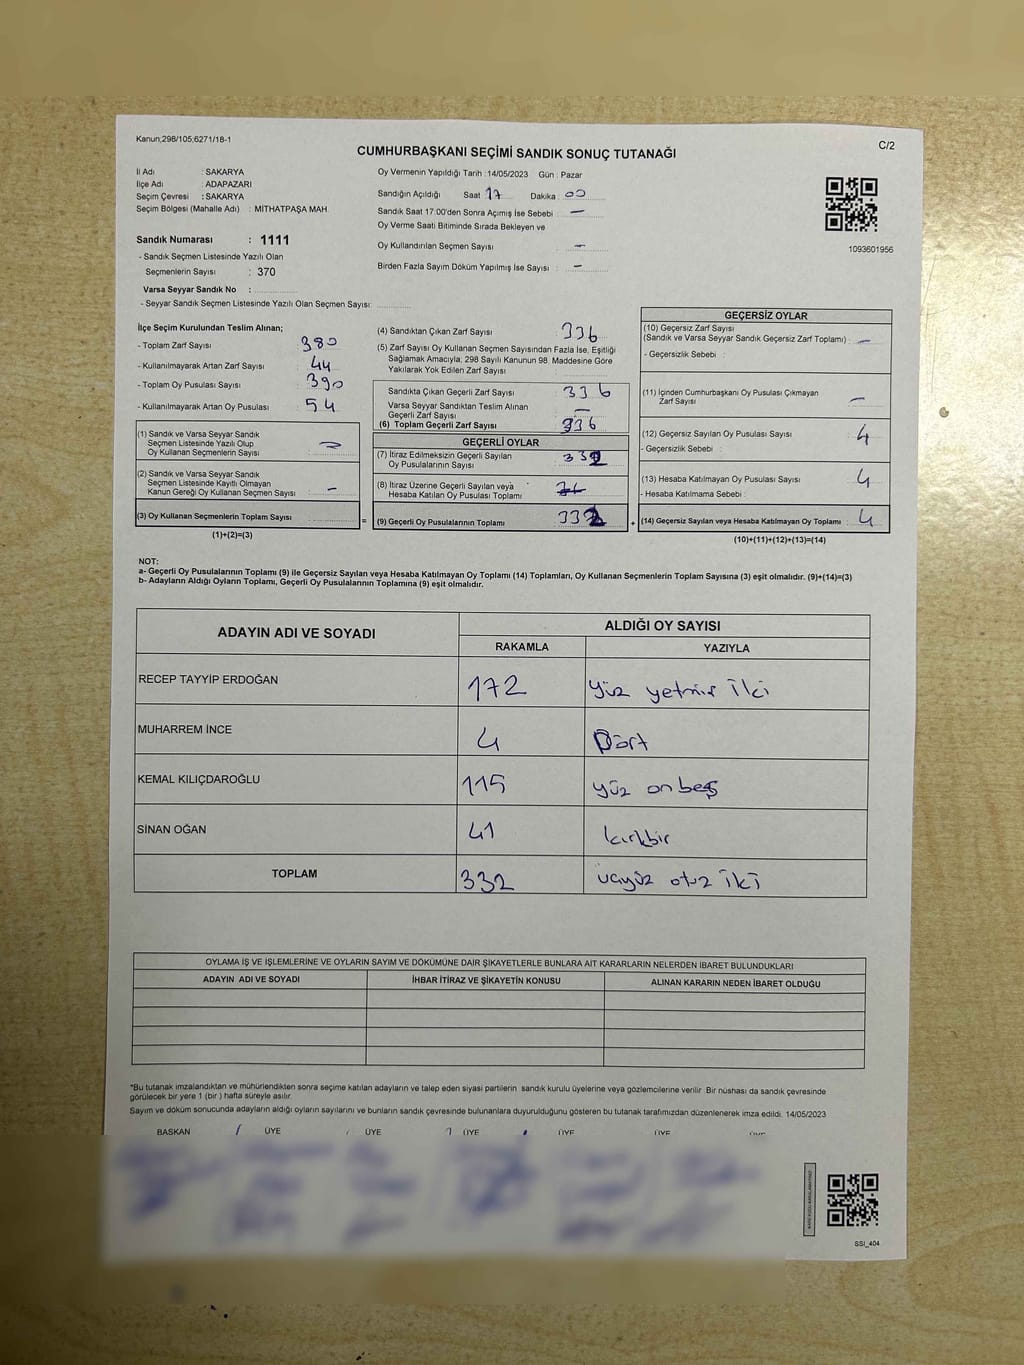 Kanun;298/105;6271/18-1
C/2
CUMHURBAŞKANI SEÇİMİ SANDIK SONUÇ TUTANAĞI
İl Adı : SAKARYA
İlçe Adı : ADAPAZARI
Seçim Çevresi : SAKARYA
Seçim Bölgesi (Mahalle Adı) : MİTHATPAŞA MAH.
Sandık Numarası : 1111
- Sandık Seçmen Listesinde Yazılı Olan
Seçmenlerin Sayısı : 370
Varsa Seyyar Sandık No :
- Seyyar Sandık Seçmen Listesinde Yazılı Olan Seçmen Sayısı:
Oy Vermenin Yapıldığı Tarih : 14/05/2023 Gün : Pazar
Sandığın Açıldığı Saat 17 Dakika : 00
Sandık Saat 17.00'den Sonra Açımış İse Sebebi : —
Oy Verme Saati Bitiminde Sırada Bekleyen ve
Oy Kullandırılan Seçmen Sayısı : —
Birden Fazla Sayım Döküm Yapılmış İse Sayısı : —
1093601956
İlçe Seçim Kurulundan Teslim Alınan;
- Toplam Zarf Sayısı : 380
- Kullanılmayarak Artan Zarf Sayısı : 44
- Toplam Oy Pusulası Sayısı : 390
- Kullanılmayarak Artan Oy Pusulası : 54
(1) Sandık ve Varsa Seyyar Sandık
Seçmen Listesinde Yazılı Olup
Oy Kullanan Seçmenlerin Sayısı : —
(2) Sandık ve Varsa Seyyar Sandık
Seçmen Listesinde Kayıtlı Olmayan
Kanun Gereği Oy Kullanan Seçmen Sayısı : —
(3) Oy Kullanan Seçmenlerin Toplam Sayısı :
(1)+(2)=(3)
(4) Sandıktan Çıkan Zarf Sayısı : 336
(5) Zarf Sayısı Oy Kullanan Seçmen Sayısından Fazla İse, Eşitliği
Sağlamak Amacıyla, 298 Sayılı Kanunun 98. Maddesine Göre
Yakılarak Yok Edilen Zarf Sayısı :
Sandıkta Çıkan Geçerli Zarf Sayısı : 336
Varsa Seyyar Sandıktan Teslim Alınan
Geçerli Zarf Sayısı : —
(6) Toplam Geçerli Zarf Sayısı : 336
GEÇERLİ OYLAR
(7) İtiraz Edilmeksizin Geçerli Sayılan
Oy Pusulalarının Sayısı : 332
(8) İtiraz Üzerine Geçerli Sayılan veya
Hesaba Katılan Oy Pusulası Toplamı :
= (9) Geçerli Oy Pusulalarının Toplamı : 332
GEÇERSİZ OYLAR
(10) Geçersiz Zarf Sayısı
(Sandık ve Varsa Seyyar Sandık Geçersiz Zarf Toplamı) : —
- Geçersizlik Sebebi :
(11) İçinden Cumhurbaşkanı Oy Pusulası Çıkmayan
Zarf Sayısı : —
(12) Geçersiz Sayılan Oy Pusulası Sayısı : 4
- Geçersizlik Sebebi :
(13) Hesaba Katılmayan Oy Pusulası Sayısı : 4
- Hesaba Katılmama Sebebi :
+ (14) Geçersiz Sayılan veya Hesaba Katılmayan Oy Toplamı : 4
(10)+(11)+(12)+(13)=(14)
NOT:
a- Geçerli Oy Pusulalarının Toplamı (9) ile Geçersiz Sayılan veya Hesaba Katılmayan Oy Toplamı (14) Toplamları, Oy Kullanan Seçmenlerin Toplam Sayısına (3) eşit olmalıdır. (9)+(14)=(3)
b- Adayların Aldığı Oyların Toplamı, Geçerli Oy Pusulalarının Toplamına (9) eşit olmalıdır.
ADAYIN ADI VE SOYADI ALDIĞI OY SAYISI
RAKAMLA YAZIYLA
RECEP TAYYİP ERDOĞAN 172 Yüz yetmiş iki
MUHARREM İNCE 4 Dört
KEMAL KILIÇDAROĞLU 115 yüz on beş
SİNAN OĞAN 41 kırkbir
TOPLAM 332 üçyüz otuz iki
OYLAMA İŞ VE İŞLEMLERİNE VE OYLARIN SAYIM VE DÖKÜMÜNE DAİR ŞİKAYETLERLE BUNLARA AİT KARARLARIN NELERDEN İBARET BULUNDUKLARI
ADAYIN ADI VE SOYADI İHBAR İTİRAZ VE ŞİKAYETİN KONUSU ALINAN KARARIN NEDEN İBARET OLDUĞU
*Bu tutanak imzalandıktan ve mühürlendikten sonra seçime katılan adayların ve talep eden siyasi partilerin sandık kurulu üyelerine veya gözlemcilerine verilir. Bir nüshası da sandık çevresinde
görülecek bir yere 1 (bir ) hafta süreyle asılır.
Sayım ve döküm sonucunda adayların aldığı oyların sayılarını ve bunların sandık çevresinde bulunanlara duyurulduğunu gösteren bu tutanak tarafımızdan düzenlenerek imza edildi. 14/05/2023
BAŞKAN ÜYE ÜYE ÜYE ÜYE ÜYE ÜYE
SSI_404